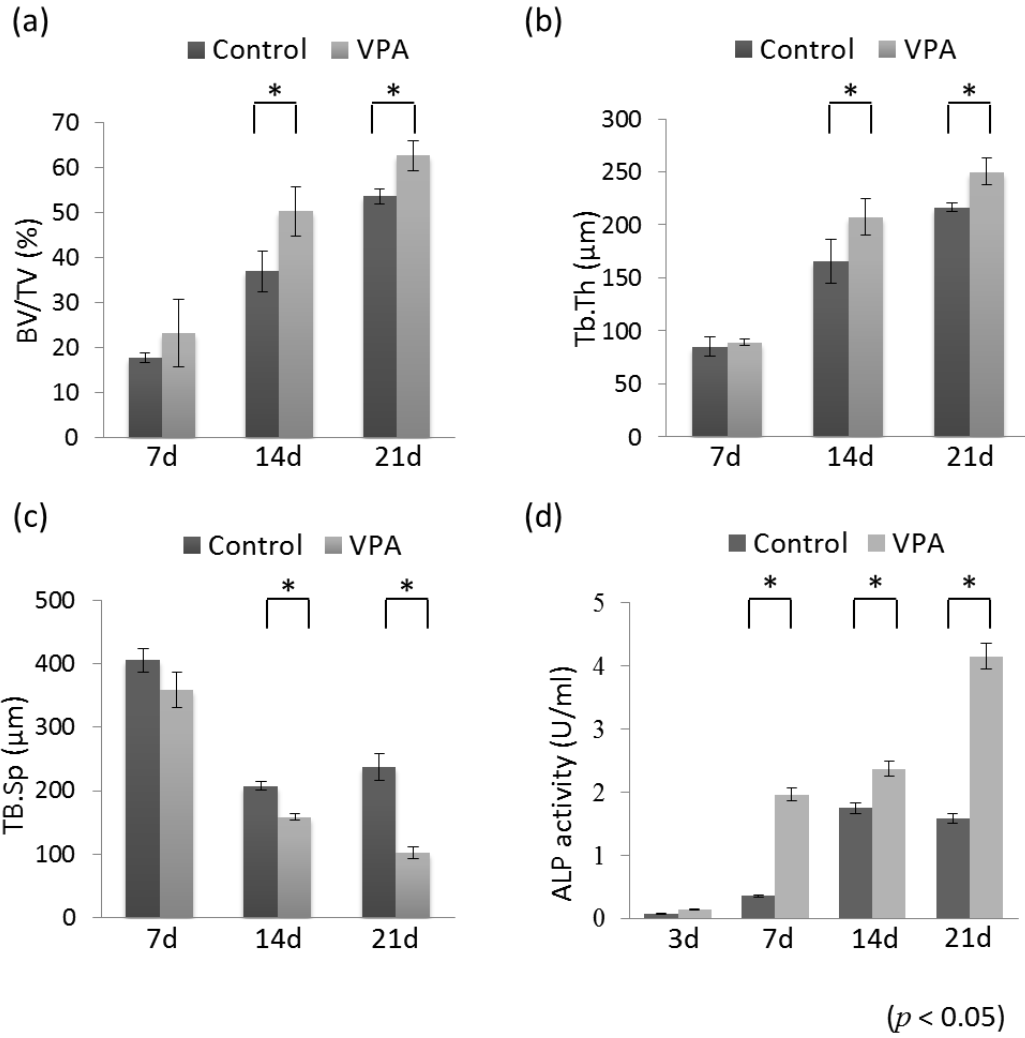 (a)
Control VPA
* *
BV/TV (%)
70
60
50
40
30
20
10
0
7d 14d 21d
(b)
Control VPA
* *
Tb.Th (μm)
300
250
200
150
100
50
0
7d 14d 21d
(c)
Control VPA
* *
TB.Sp (μm)
500
400
300
200
100
0
7d 14d 21d
(d)
Control VPA
* * *
ALP activity (U/ml)
5
4
3
2
1
0
3d 7d 14d 21d
(p < 0.05)